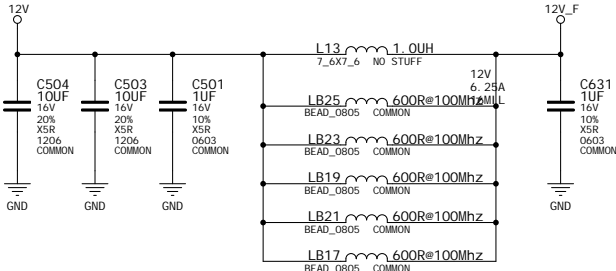 12V
12V_F
L13 1.0UH
7_6X7_6 NO STUFF
12V
6.25A
16MIL
C504
10UF
16V
20%
X5R
1206
COMMON
C503
10UF
16V
20%
X5R
1206
COMMON
C501
1UF
16V
10%
X5R
0603
COMMON
LB25 600R@100Mhz
BEAD_0805 COMMON
LB23 600R@100Mhz
BEAD_0805 COMMON
LB19 600R@100Mhz
BEAD_0805 COMMON
LB21 600R@100Mhz
BEAD_0805 COMMON
LB17 600R@100Mhz
BEAD_0805 COMMON
C631
1UF
16V
10%
X5R
0603
COMMON
GND
GND
GND
GND